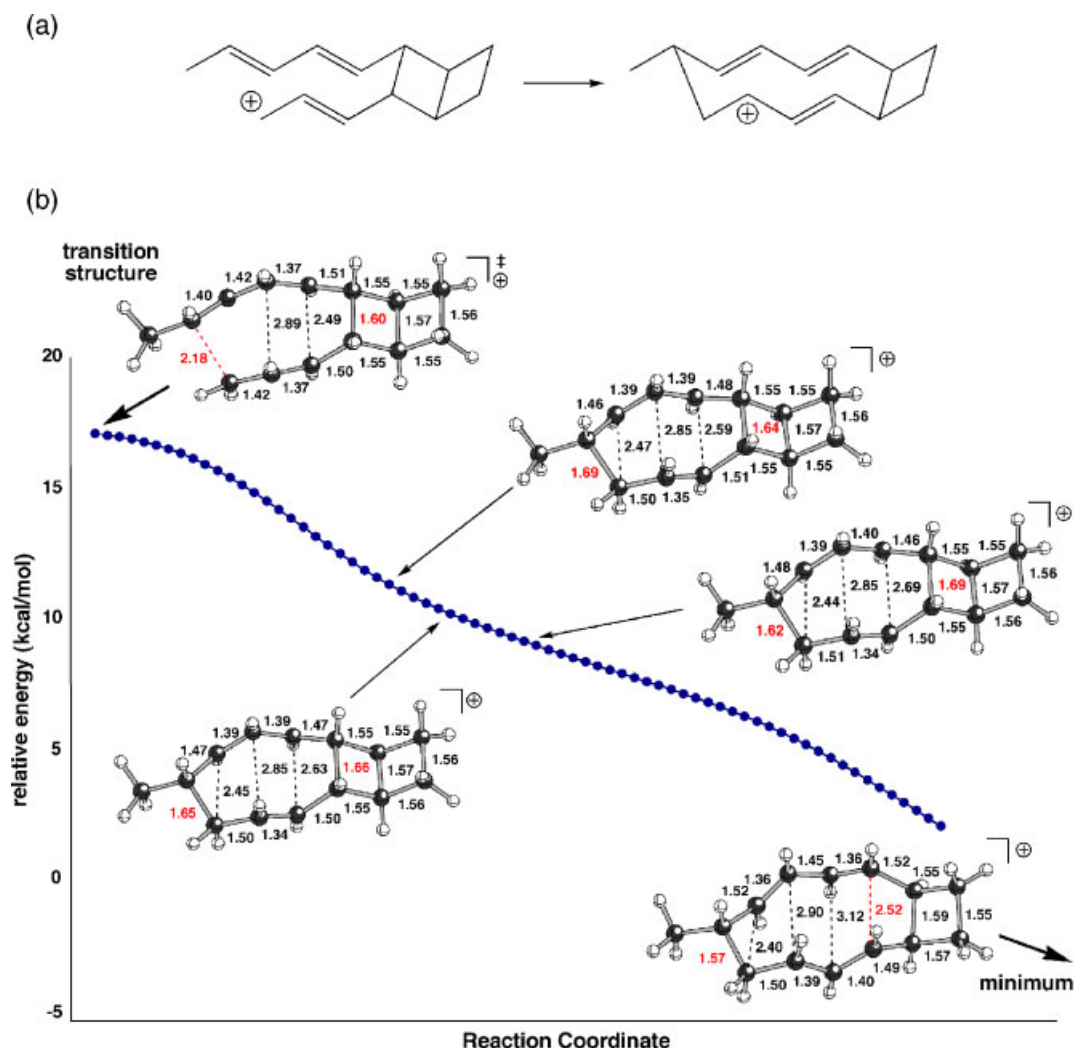 (a)
⊕
⊕
(b)
transition
structure
1.40 1.42 1.37 1.51 1.55 1.55
2.18 2.89 2.49 1.60 1.57 1.56
1.42 1.37 1.50 1.55 1.55
‡
⊕
1.46 1.39 1.39 1.48 1.55 1.55
1.69 2.47 2.85 2.59 1.64 1.57 1.56
1.50 1.35 1.51 1.55 1.55
⊕
1.48 1.39 1.40 1.46 1.55 1.55
1.62 2.44 2.85 2.69 1.69 1.57 1.56
1.51 1.34 1.50 1.55 1.56
⊕
1.47 1.39 1.39 1.47 1.55 1.55
1.65 2.45 2.85 2.63 1.66 1.57 1.56
1.50 1.34 1.50 1.55 1.56
⊕
1.52 1.36 1.45 1.36 1.52 1.55
1.57 2.40 2.90 3.12 2.52 1.59 1.55
1.50 1.39 1.40 1.49 1.57
⊕
minimum
20
15
10
5
0
-5
relative energy (kcal/mol)
Reaction Coordinate